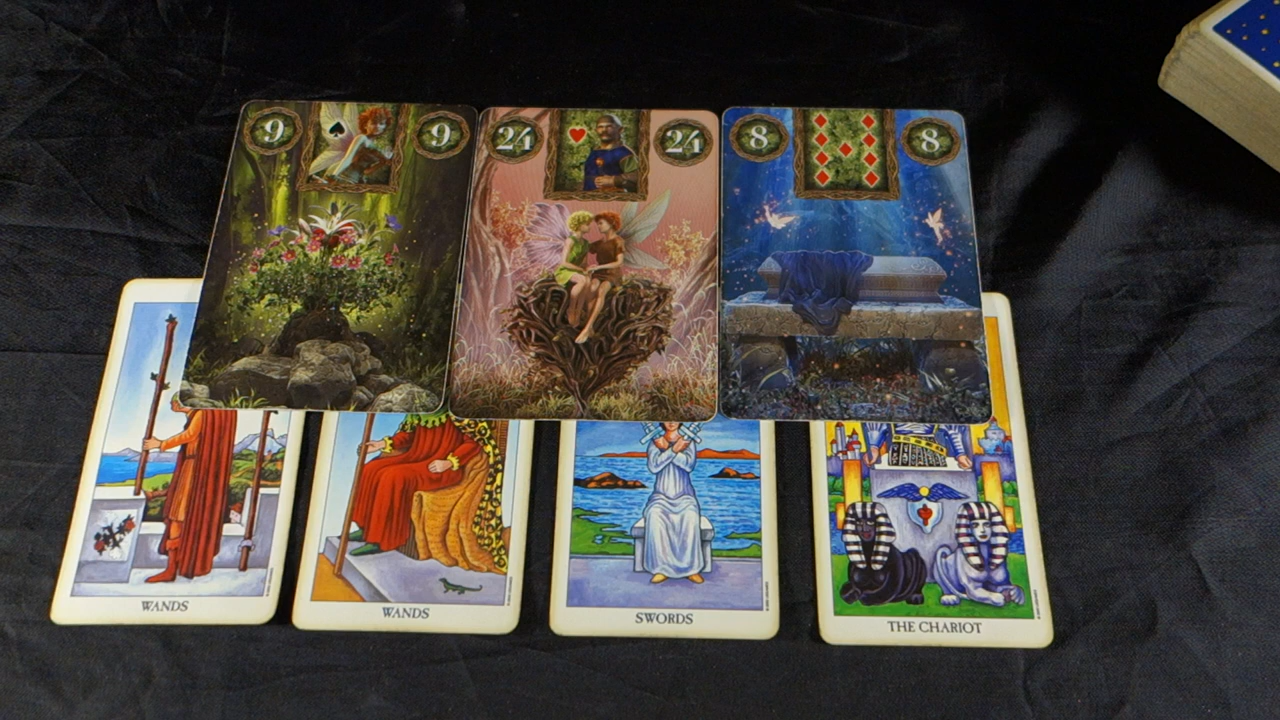 9 9
24 24
8 8
WANDS
WANDS
SWORDS
THE CHARIOT